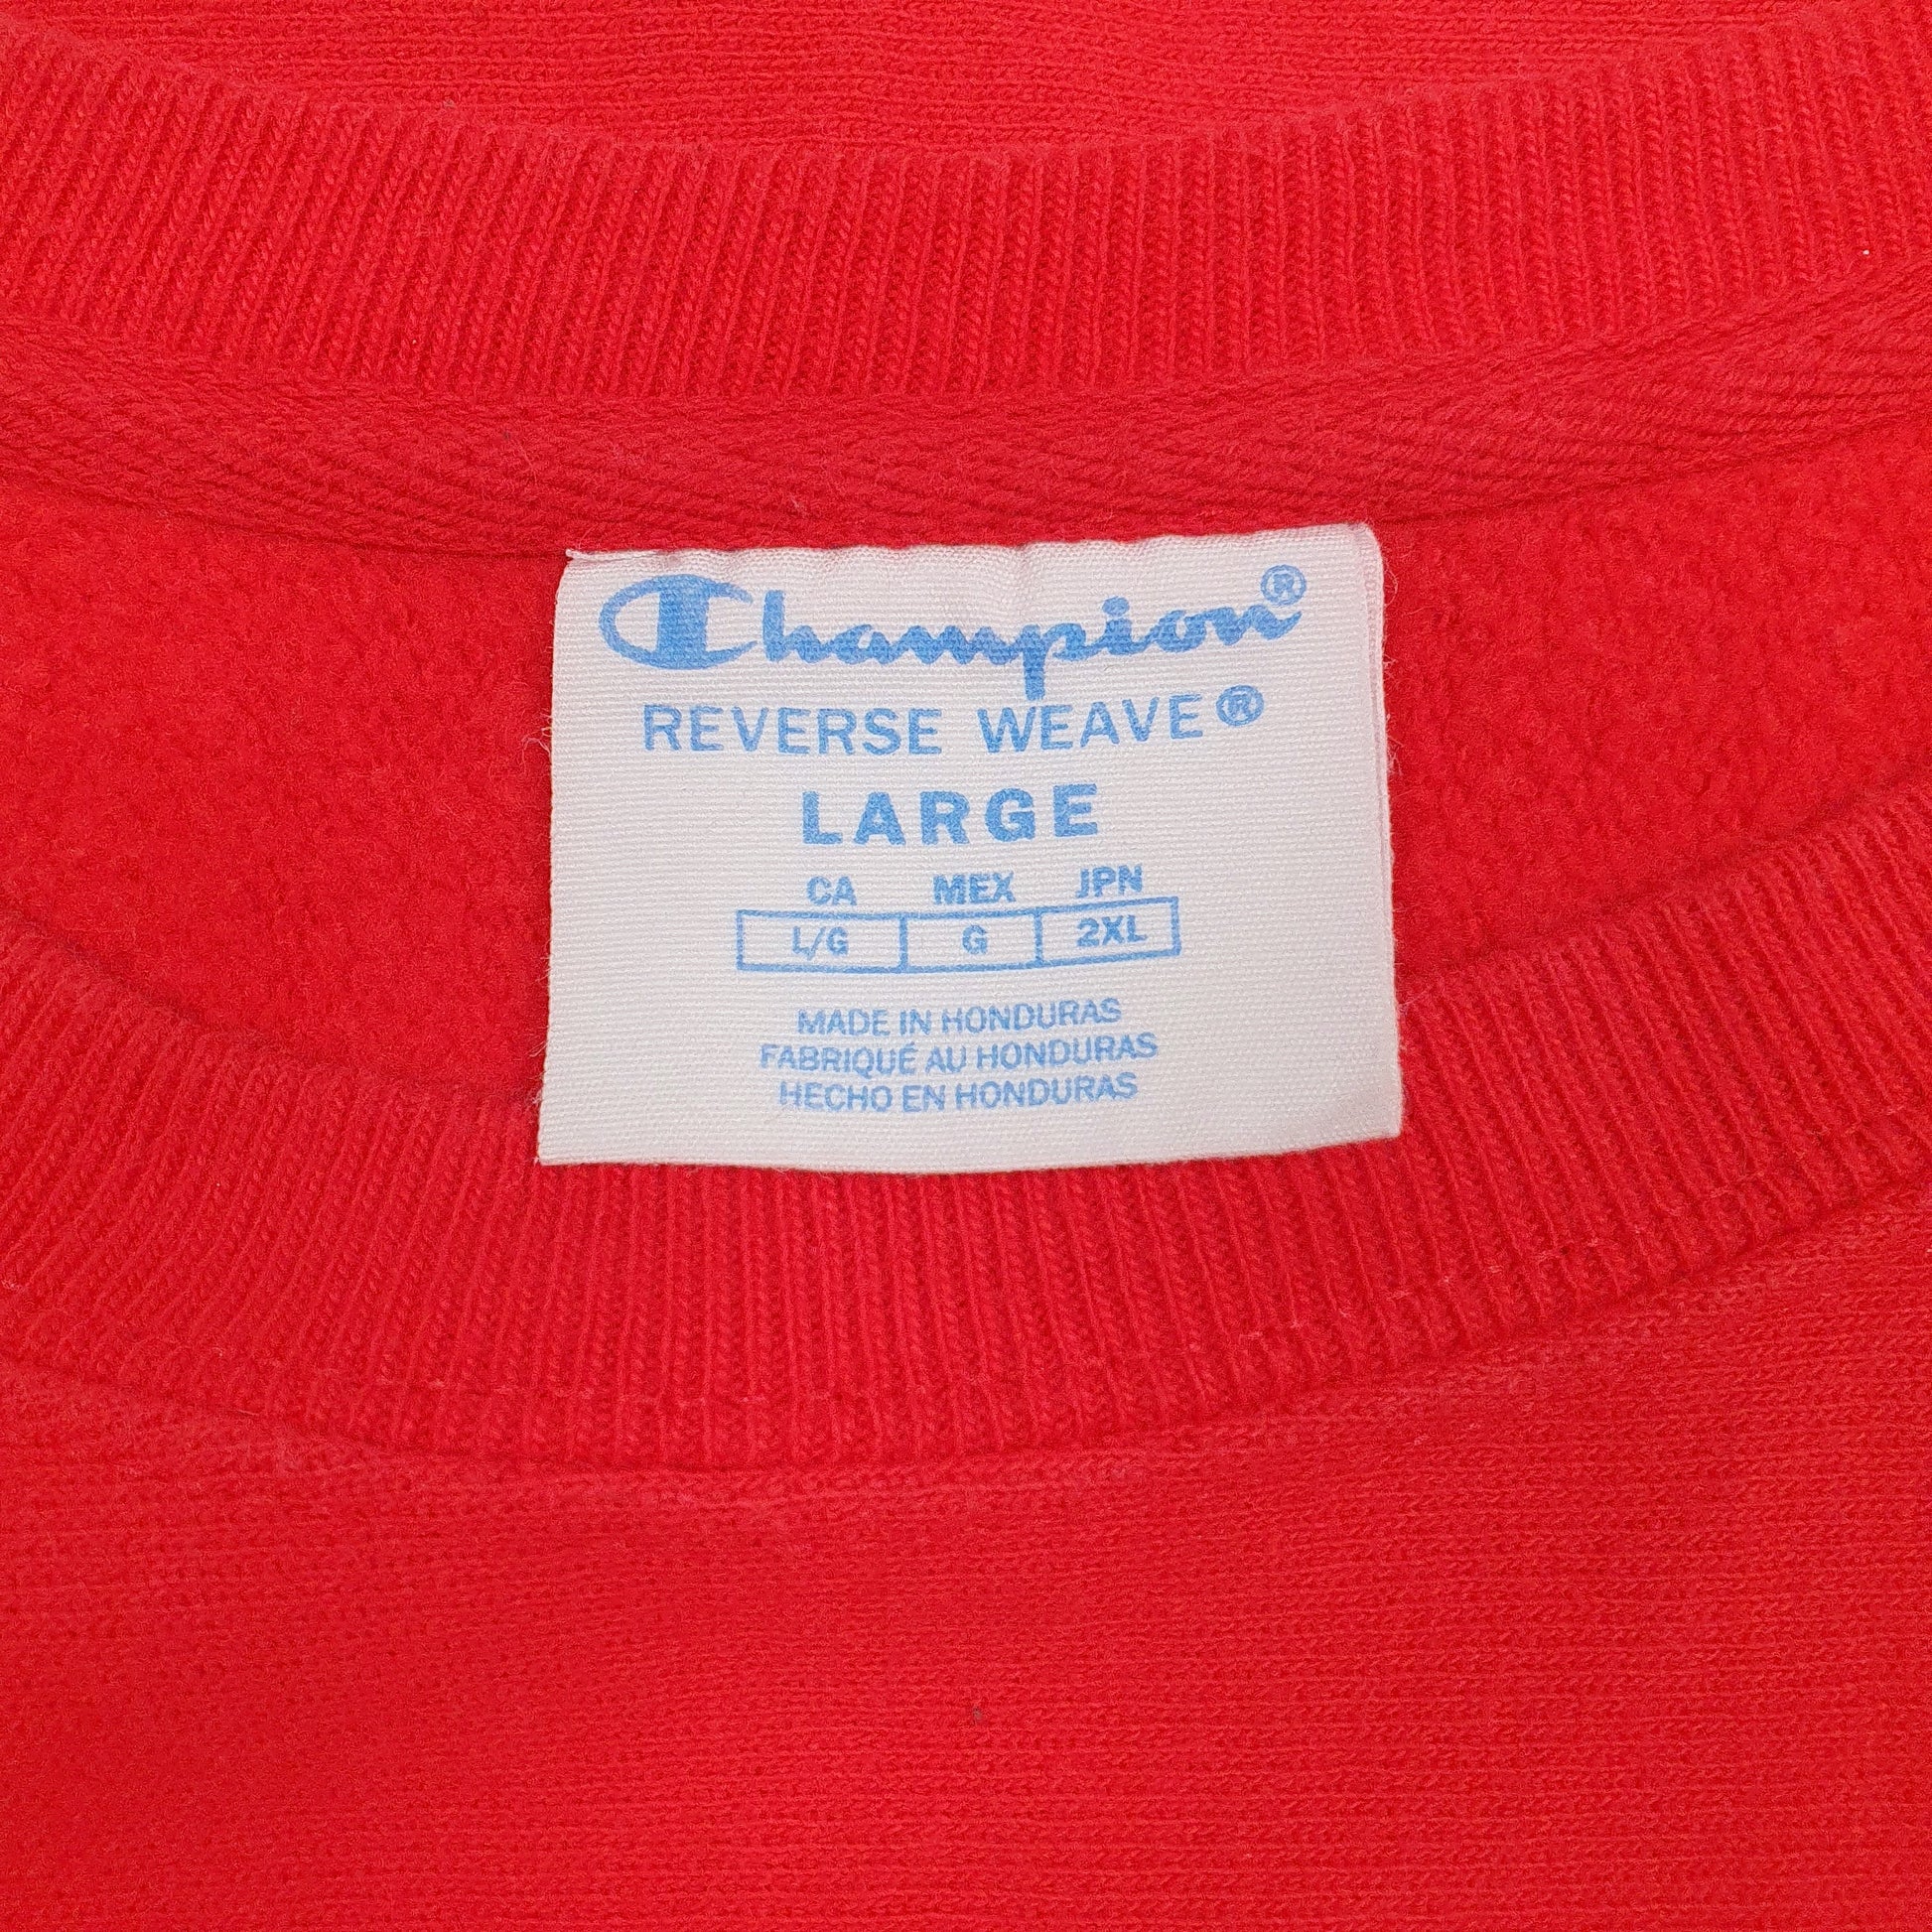 Champion®
REVERSE WEAVE®
LARGE
CA MEX JPN
L/G G 2XL
MADE IN HONDURAS
FABRIQUÉ AU HONDURAS
HECHO EN HONDURAS